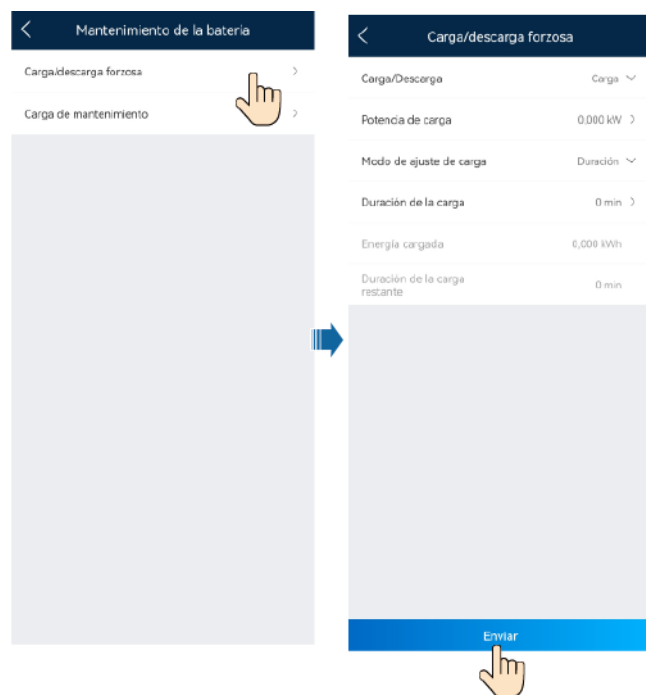 Mantenimiento de la bateria
Carga/descarga forzosa
Carga de mantenimiento
Carga/descarga forzosa
Carga/Descarga Carga
Potencia de carga 0,000 kW
Modo de ajuste de carga Duración
Duración de la carga 0 min
Energía cargada 0,000 kWh
Duración de la carga
restante 0 min
Enviar